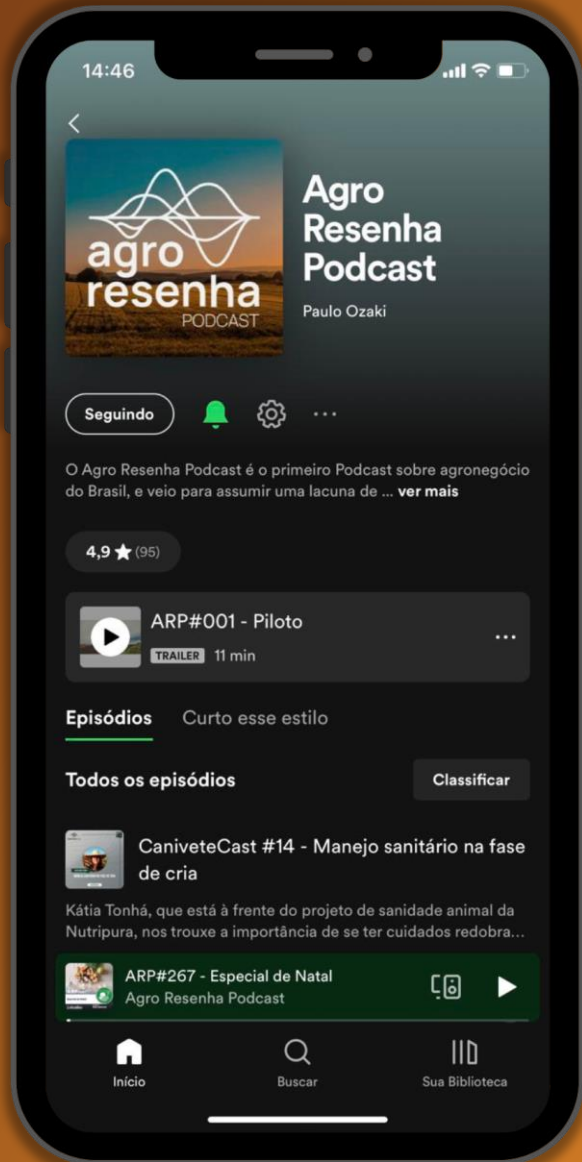 14:46
agro
resenha
PODCAST
Agro
Resenha
Podcast
Paulo Ozaki
Seguindo
O Agro Resenha Podcast é o primeiro Podcast sobre agronegócio
do Brasil, e veio para assumir uma lacuna de ... ver mais
4,9 ★ (95)
ARP#001 - Piloto
TRAILER 11 min
Episódios Curto esse estilo
Todos os episódios Classificar
CaniveteCast #14 - Manejo sanitário na fase
de cria
Kátia Tonhá, que está à frente do projeto de sanidade animal da
Nutripura, nos trouxe a importância de se ter cuidados redobra...
ARP#267 - Especial de Natal
Agro Resenha Podcast
Início Buscar Sua Biblioteca